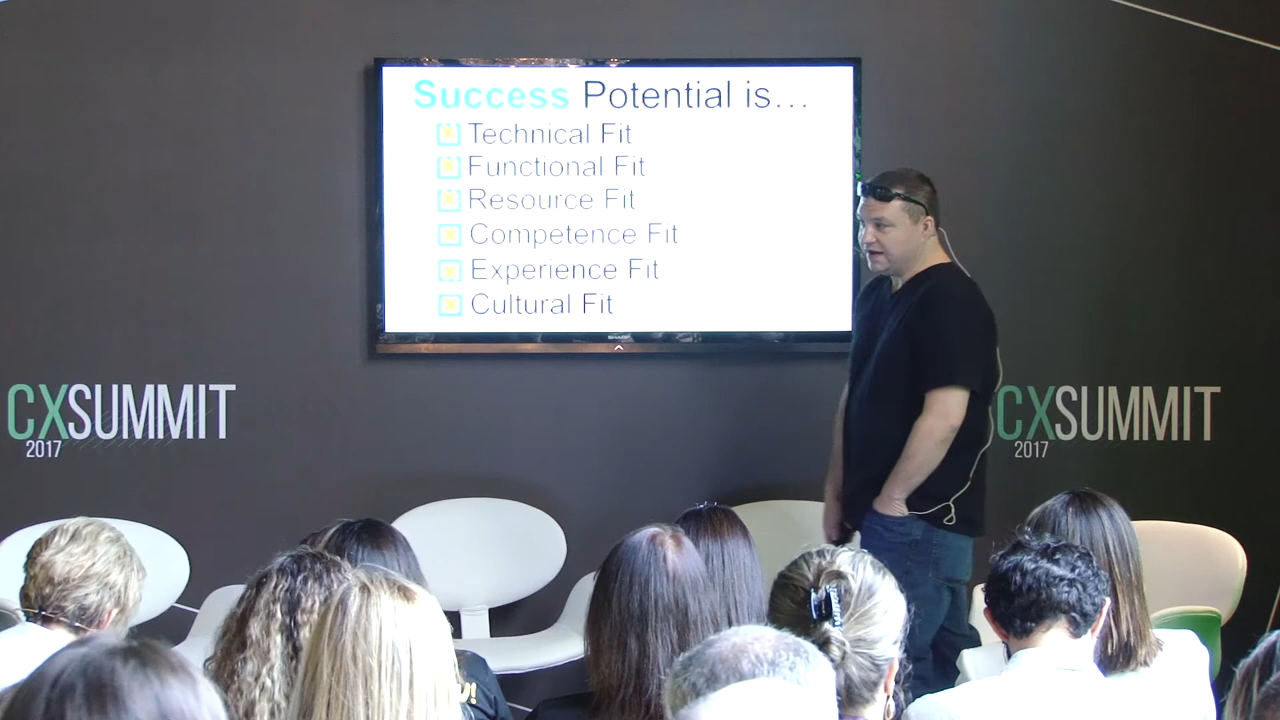 Success Potential is...
Technical Fit
Functional Fit
Resource Fit
Competence Fit
Experience Fit
Cultural Fit
SHARP
CXSUMMIT
2017
CXSUMMIT
2017